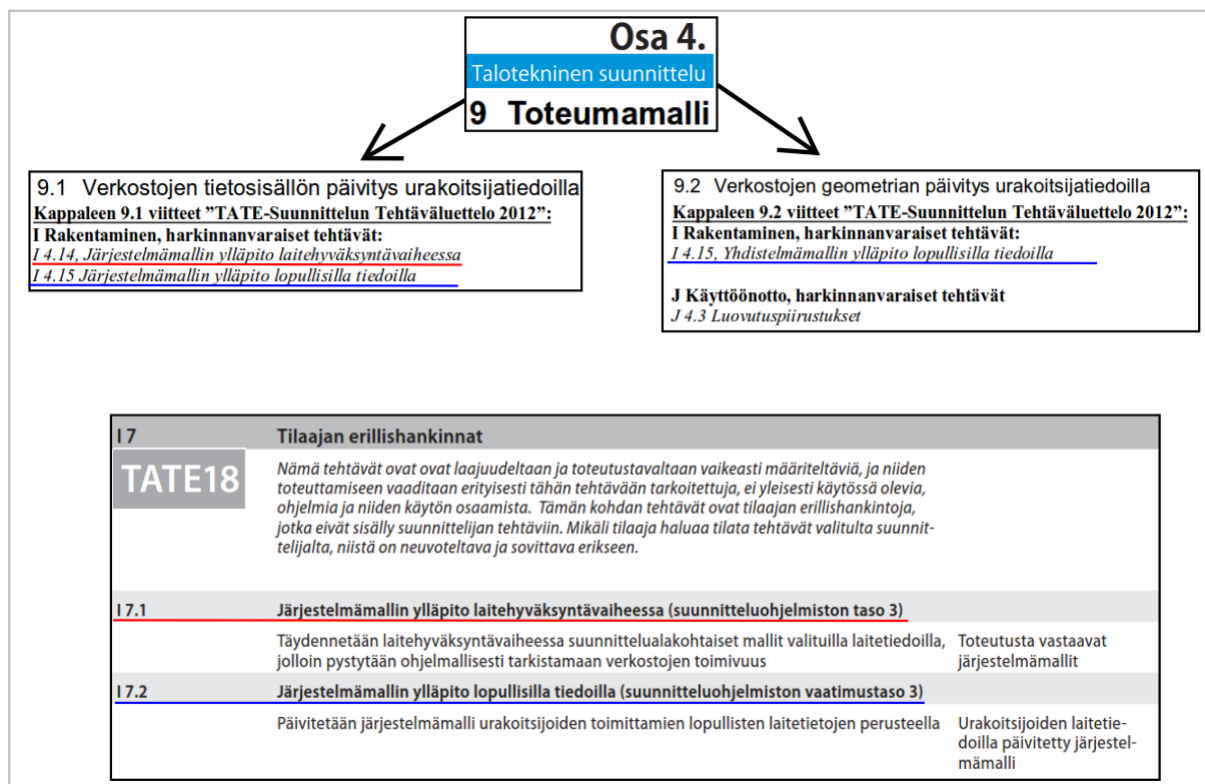 Osa 4.
Talotekninen suunnittelu
9 Toteumamalli
9.1 Verkostojen tietosisällön päivitys urakoitsijatiedoilla
Kappaleen 9.1 viitteet ”TATE-Suunnittelun Tehtäväluettelo 2012”:
I Rakentaminen, harkinnanvaraiset tehtävät:
I 4.14, Järjestelmämallin ylläpito laitehyväksyntävaiheessa
I 4.15 Järjestelmämallin ylläpito lopullisilla tiedoilla
9.2 Verkostojen geometrian päivitys urakoitsijatiedoilla
Kappaleen 9.2 viitteet ”TATE-Suunnittelun Tehtäväluettelo 2012”:
I Rakentaminen, harkinnanvaraiset tehtävät:
I 4.15, Yhdistelmämallin ylläpito lopullisilla tiedoilla
J Käyttöönotto, harkinnanvaraiset tehtävät
J 4.3 Luovutuspiirustukset
I 7 Tilaajan erillishankinnat
TATE18
Nämä tehtävät ovat ovat laajuudeltaan ja toteutustavaltaan vaikeasti määriteltäviä, ja niiden
toteuttamiseen vaaditaan erityisesti tähän tehtävään tarkoitettuja, ei yleisesti käytössä olevia,
ohjelmia ja niiden käytön osaamista. Tämän kohdan tehtävät ovat tilaajan erillishankintoja,
jotka eivät sisälly suunnittelijan tehtäviin. Mikäli tilaaja haluaa tilata tehtävät valitulta suunnit-
telijalta, niistä on neuvoteltava ja sovittava erikseen.
I 7.1 Järjestelmämallin ylläpito laitehyväksyntävaiheessa (suunnitteluohjelmiston taso 3)
Täydennetään laitehyväksyntävaiheessa suunnittelualakohtaiset mallit valituilla laitetiedoilla,
jolloin pystytään ohjelmallisesti tarkistamaan verkostojen toimivuus
Toteutusta vastaavat
järjestelmämallit
I 7.2 Järjestelmämallin ylläpito lopullisilla tiedoilla (suunnitteluohjelmiston vaatimustaso 3)
Päivitetään järjestelmämalli urakoitsijoiden toimittamien lopullisten laitetietojen perusteella
Urakoitsijoiden laitetie-
doilla päivitetty järjestel-
mämalli